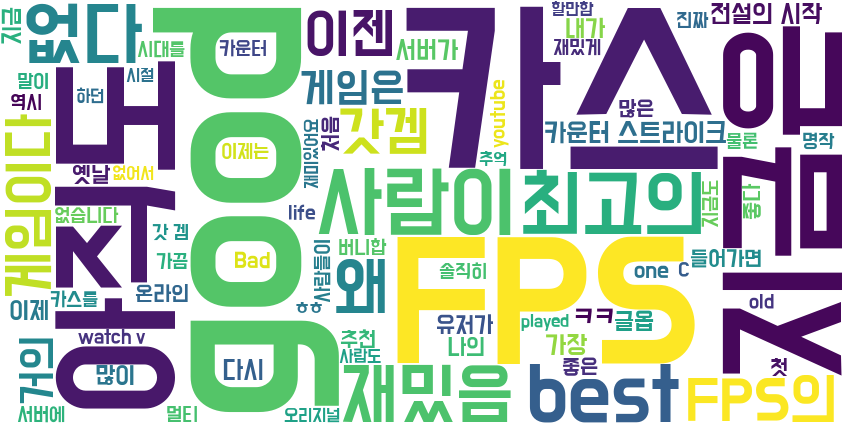 지금
없다
시대를
카운터
이젠
서버가
할만함
내가
재밌게
진짜
전설의 시작
말이
역시
하던
시절
아직도
good
카스
지금은
게임은
많은
youtube
처음
갓겜
카운터 스트라이크
물론
명작
게임이다
옛날
없어서
이제는
재미있어요
추억
사람이
최고의
지금도
좋다
없습니다
life
갓 겜
가끔
Bad
버니합
사람들이
왜
FPS
솔직히
one C
들어가면
이제
카스를
온라인
ㅎㅎ
유저가
played
ㅋㅋ
글옵
old
watch v
거의
많이
다시
추천
사람도
나의
가장
좋은
첫
서버에
멀티
오리지널
재밌음
best
FPS의